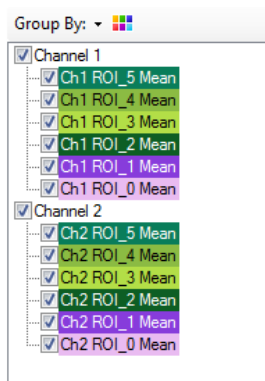 Group By:
Channel 1
Ch1 ROI_5 Mean
Ch1 ROI_4 Mean
Ch1 ROI_3 Mean
Ch1 ROI_2 Mean
Ch1 ROI_1 Mean
Ch1 ROI_0 Mean
Channel 2
Ch2 ROI_5 Mean
Ch2 ROI_4 Mean
Ch2 ROI_3 Mean
Ch2 ROI_2 Mean
Ch2 ROI_1 Mean
Ch2 ROI_0 Mean